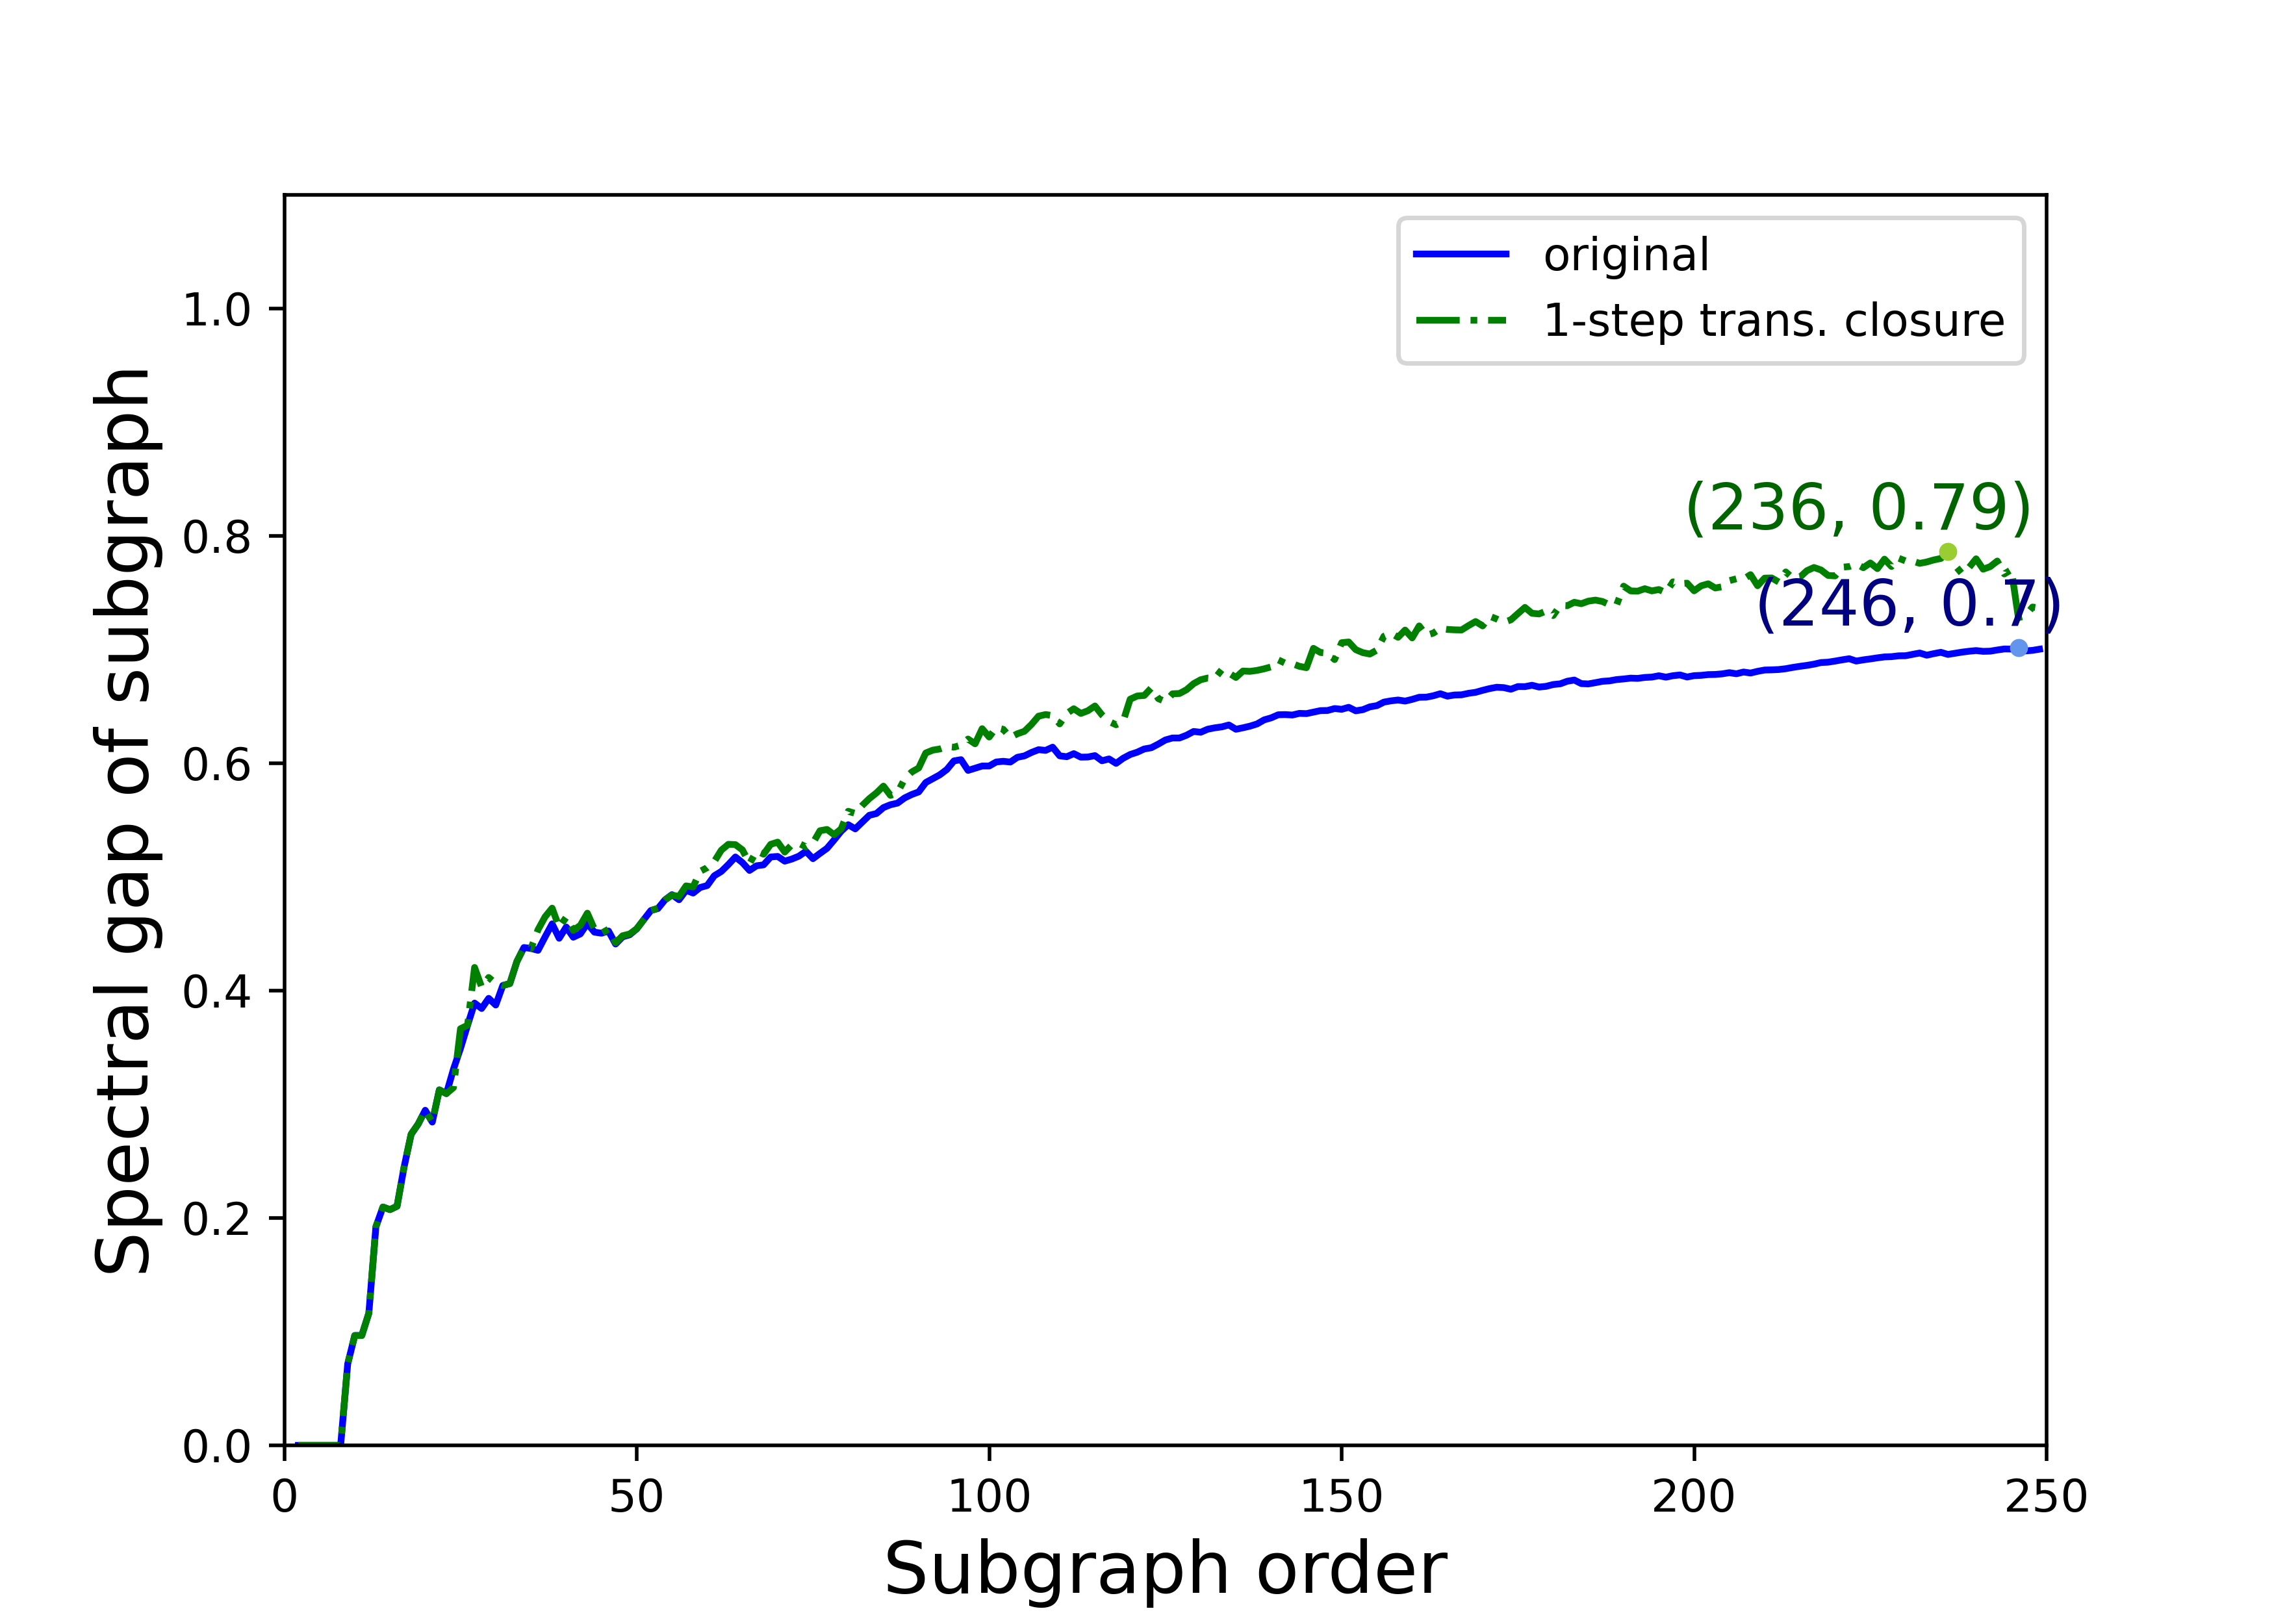 original
1-step trans. closure
1.0
0.8
0.6
0.4
0.2
0.0
Spectral gap of subgraph
(236, 0.79)
(246, 0.7)
0 50 100 150 200 250
Subgraph order